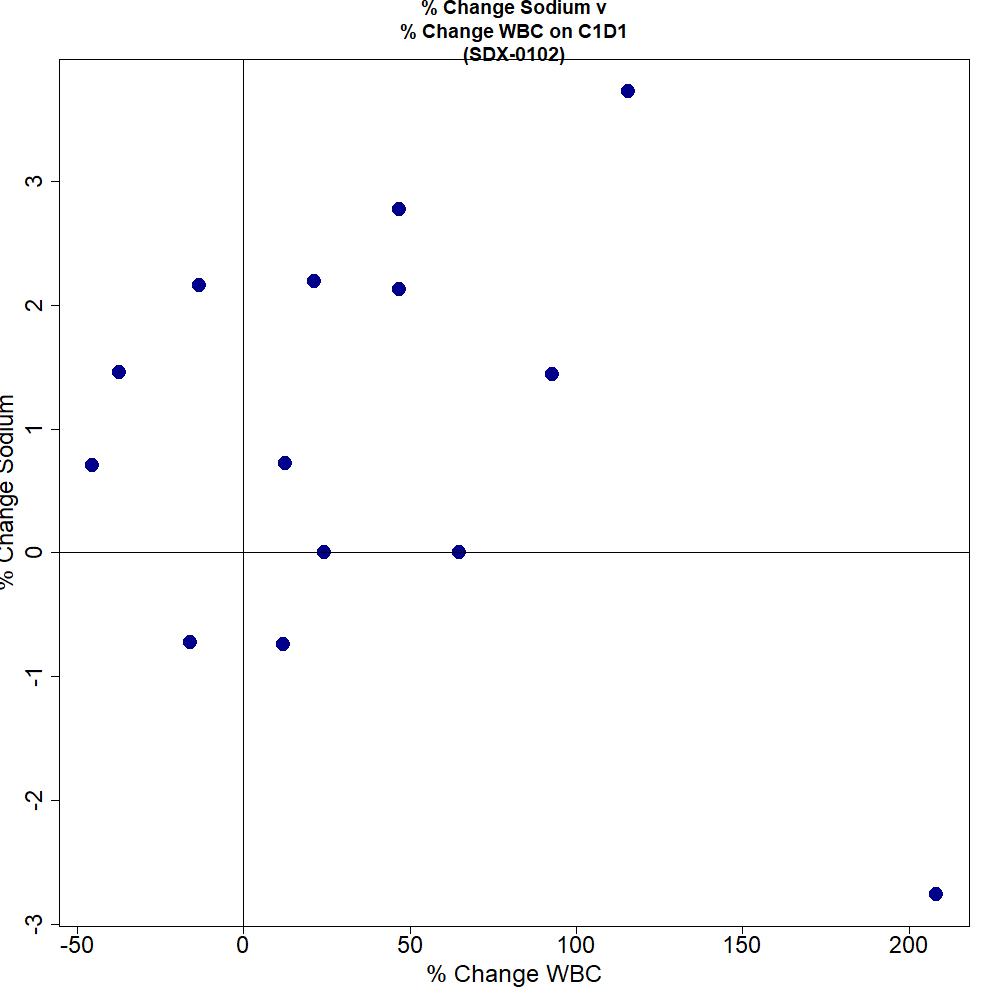 % Change Sodium v
% Change WBC on C1D1
(SDX-0102)
3
2
1
0
-1
-2
-3
% Change Sodium
-50 0 50 100 150 200
% Change WBC